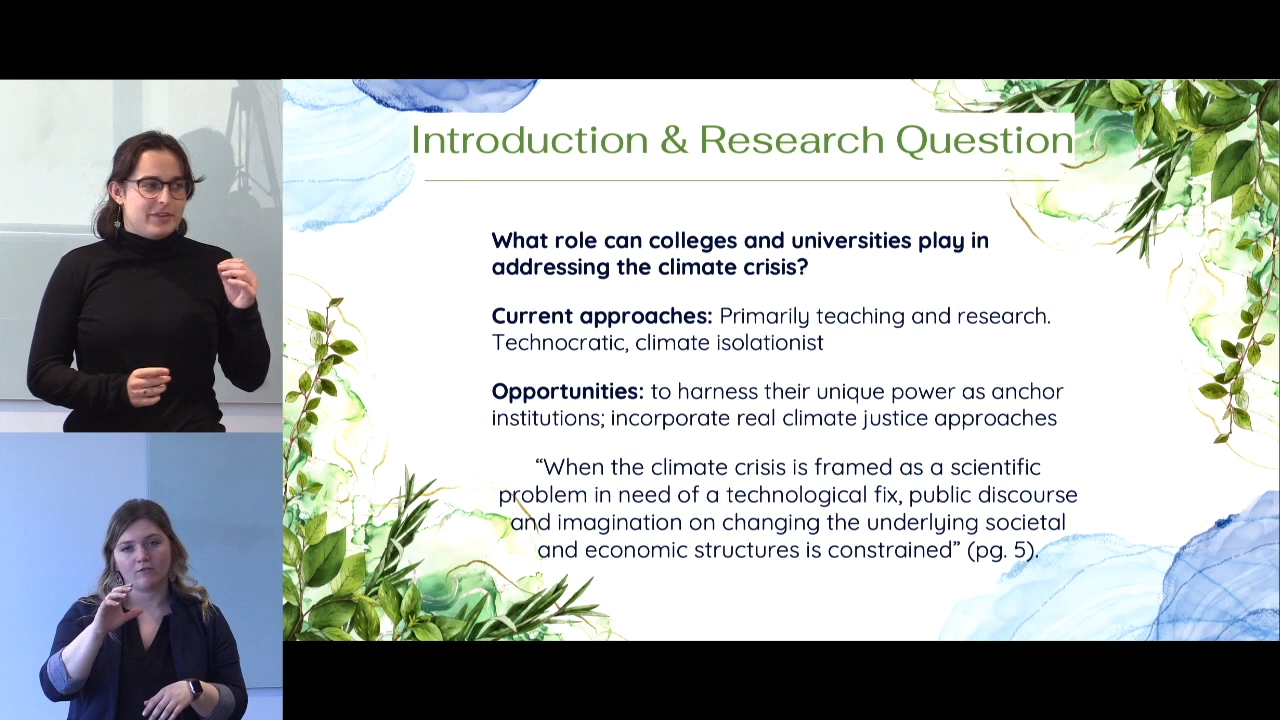 Introduction & Research Question
What role can colleges and universities play in
addressing the climate crisis?
Current approaches: Primarily teaching and research.
Technocratic, climate isolationist
Opportunities: to harness their unique power as anchor
institutions; incorporate real climate justice approaches
“When the climate crisis is framed as a scientific
problem in need of a technological fix, public discourse
and imagination on changing the underlying societal
and economic structures is constrained” (pg. 5).